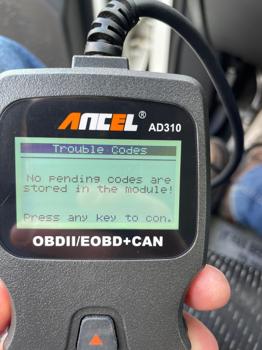 ANCEL®
AD310
Trouble Codes
No pending codes are
stored in the module!
Press any key to con.
OBDII/EOBD+CAN